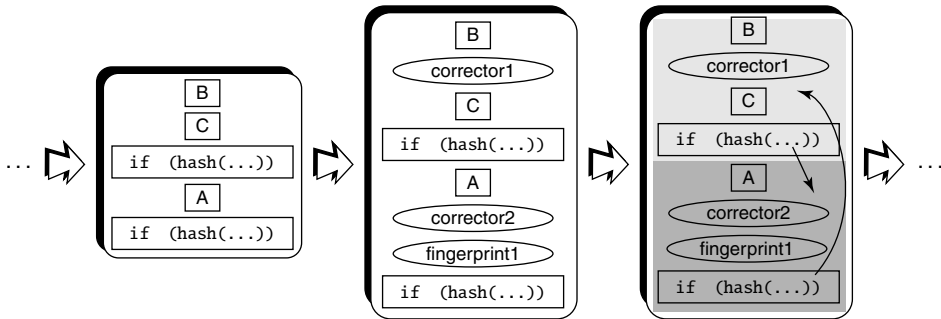 ...
B
C
if (hash(...))
A
if (hash(...))
B
corrector1
C
if (hash(...))
A
corrector2
fingerprint1
if (hash(...))
B
corrector1
C
if (hash(...))
A
corrector2
fingerprint1
if (hash(...))
...